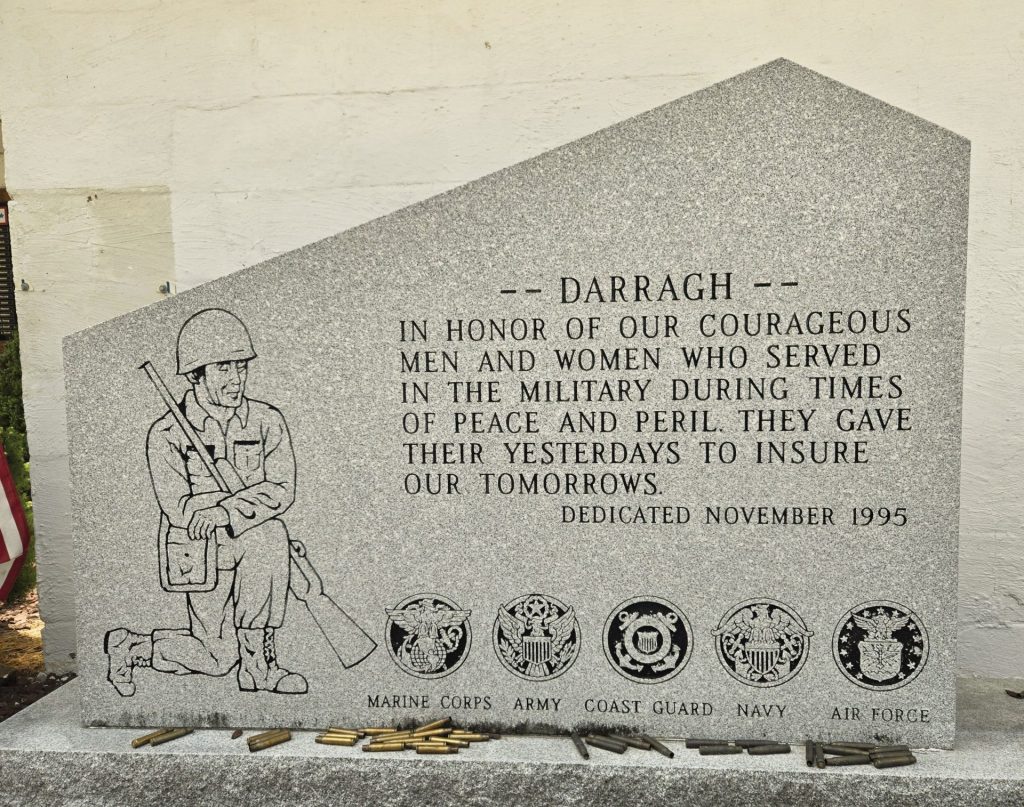 -- DARRAGH --
IN HONOR OF OUR COURAGEOUS
MEN AND WOMEN WHO SERVED
IN THE MILITARY DURING TIMES
OF PEACE AND PERIL. THEY GAVE
THEIR YESTERDAYS TO INSURE
OUR TOMORROWS.
DEDICATED NOVEMBER 1995
MARINE CORPS ARMY COAST GUARD NAVY AIR FORCE